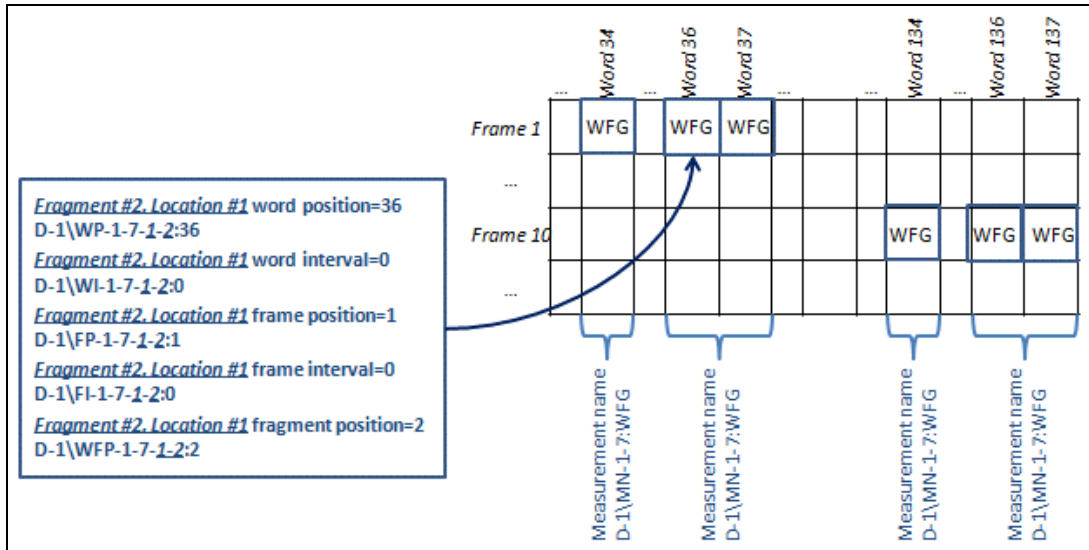 ... Word 34 ... Word 36 Word 37 ... ... Word 134 ... Word 136 Word 137
Frame 1 WFG WFG WFG
...
Frame 10 WFG WFG WFG
...
Fragment #2, Location #1 word position=36
D-1\WP-1-7-1-2:36
Fragment #2, Location #1 word interval=0
D-1\WI-1-7-1-2:0
Fragment #2, Location #1 frame position=1
D-1\FP-1-7-1-2:1
Fragment #2, Location #1 frame interval=0
D-1\FI-1-7-1-2:0
Fragment #2, Location #1 fragment position=2
D-1\WFP-1-7-1-2:2
Measurement name
D-1\MN-1-7:WFG
Measurement name
D-1\MN-1-7:WFG
Measurement name
D-1\MN-1-7:WFG
Measurement name
D-1\MN-1-7:WFG